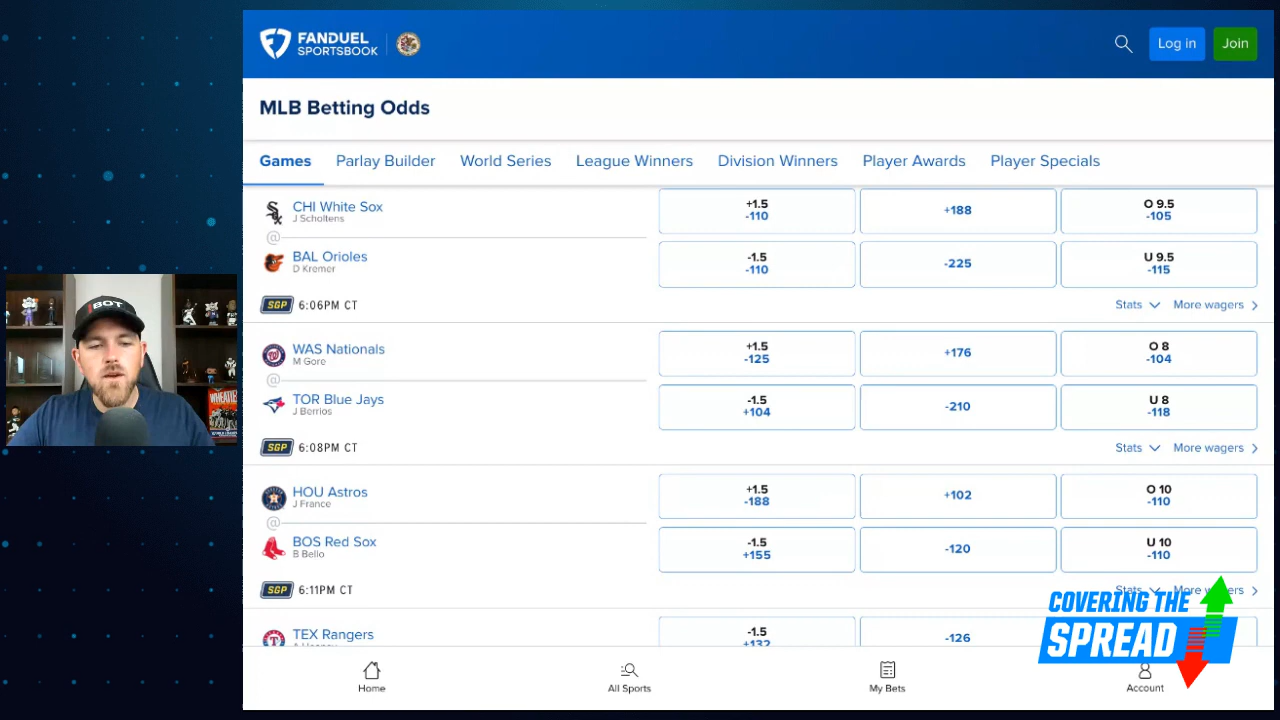 FANDUEL
SPORTSBOOK
Log in
Join
MLB Betting Odds
Games
Parlay Builder
World Series
League Winners
Division Winners
Player Awards
Player Specials
CHI White Sox
J Scholtens
+1.5
-110
+188
O 9.5
-105
@
BAL Orioles
D Kremer
-1.5
-110
-225
U 9.5
-115
SGP
6:06PM CT
Stats
More wagers
WAS Nationals
M Gore
+1.5
-125
+176
O 8
-104
@
TOR Blue Jays
J Berrios
-1.5
+104
-210
U 8
-118
SGP
6:08PM CT
Stats
More wagers
HOU Astros
J France
+1.5
-188
+102
O 10
-110
@
BOS Red Sox
B Bello
-1.5
+155
-120
U 10
-110
SGP
6:11PM CT
Stats
More wagers
TEX Rangers
-1.5
+132
-126
COVERING THE
SPREAD
Home
All Sports
My Bets
Account
BOT
WHEATIES